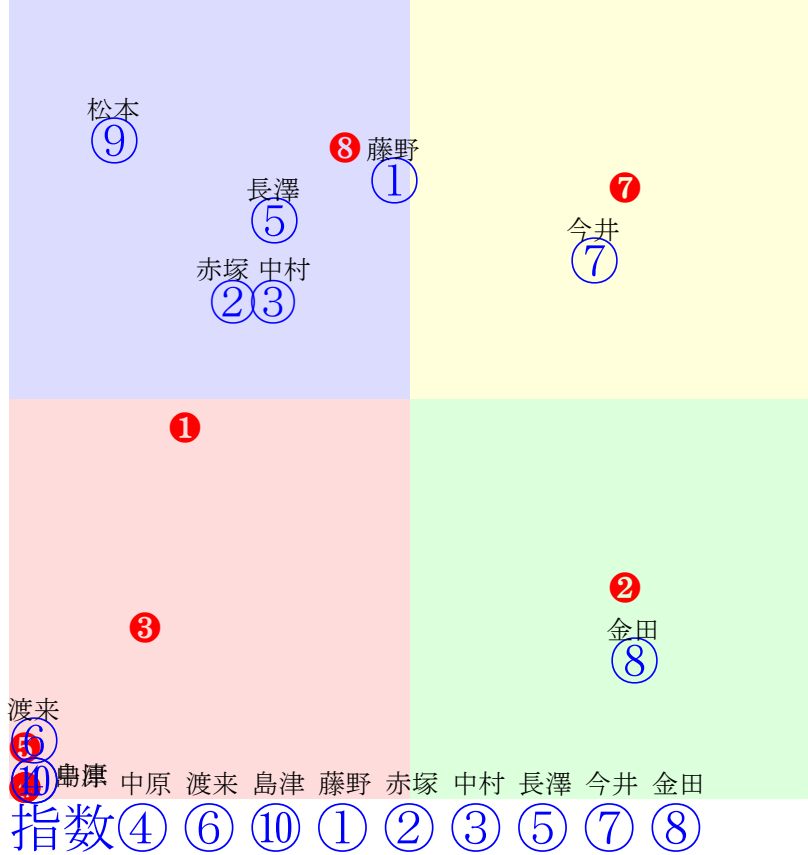 松本
⑨
❽
藤野
①
❼
長澤
⑤
今井
⑦
赤塚 中村
②③
❶
❷
❸
金田
⑧
渡来
❺
⑥
⑩
中原 渡来 島津 藤野 赤塚 中村 長澤 今井 金田
指数④ ⑥ ⑩ ① ② ③ ⑤ ⑦ ⑧